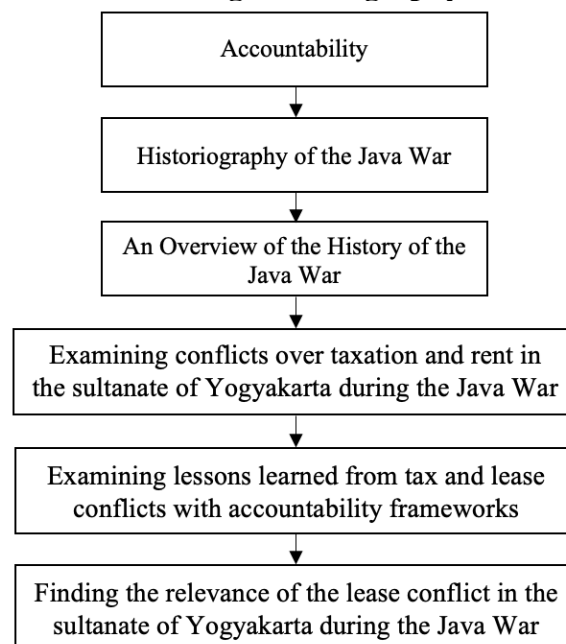 Accountability
Historiography of the Java War
An Overview of the History of the
Java War
Examining conflicts over taxation and rent in
the sultanate of Yogyakarta during the Java War
Examining lessons learned from tax and lease
conflicts with accountability frameworks
Finding the relevance of the lease conflict in the
sultanate of Yogyakarta during the Java War